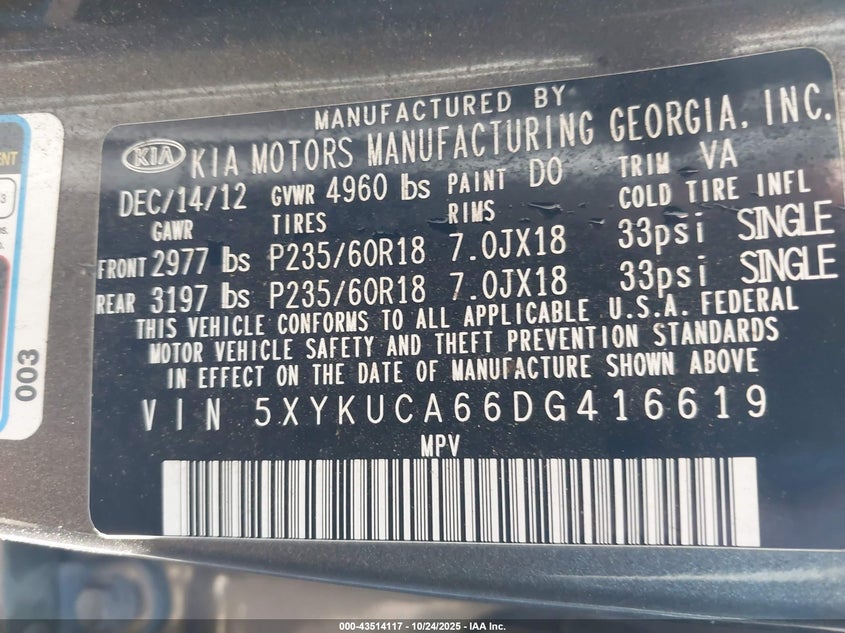 MANUFACTURED BY
KIA KIA MOTORS MANUFACTURING GEORGIA, INC.
DEC/14/12 GVWR 4960 lbs PAINT DO TRIM VA
GAWR TIRES RIMS COLD TIRE INFL
FRONT 2977 lbs P235/60R18 7.0JX18 33psi SINGLE
REAR 3197 lbs P235/60R18 7.0JX18 33psi SINGLE
THIS VEHICLE CONFORMS TO ALL APPLICABLE U.S.A. FEDERAL
MOTOR VEHICLE SAFETY AND THEFT PREVENTION STANDARDS
IN EFFECT ON THE DATE OF MANUFACTURE SHOWN ABOVE
VIN 5XYKUCA66DG416619
MPV
003
000-43514117 • 10/24/2025 • IAA Inc.